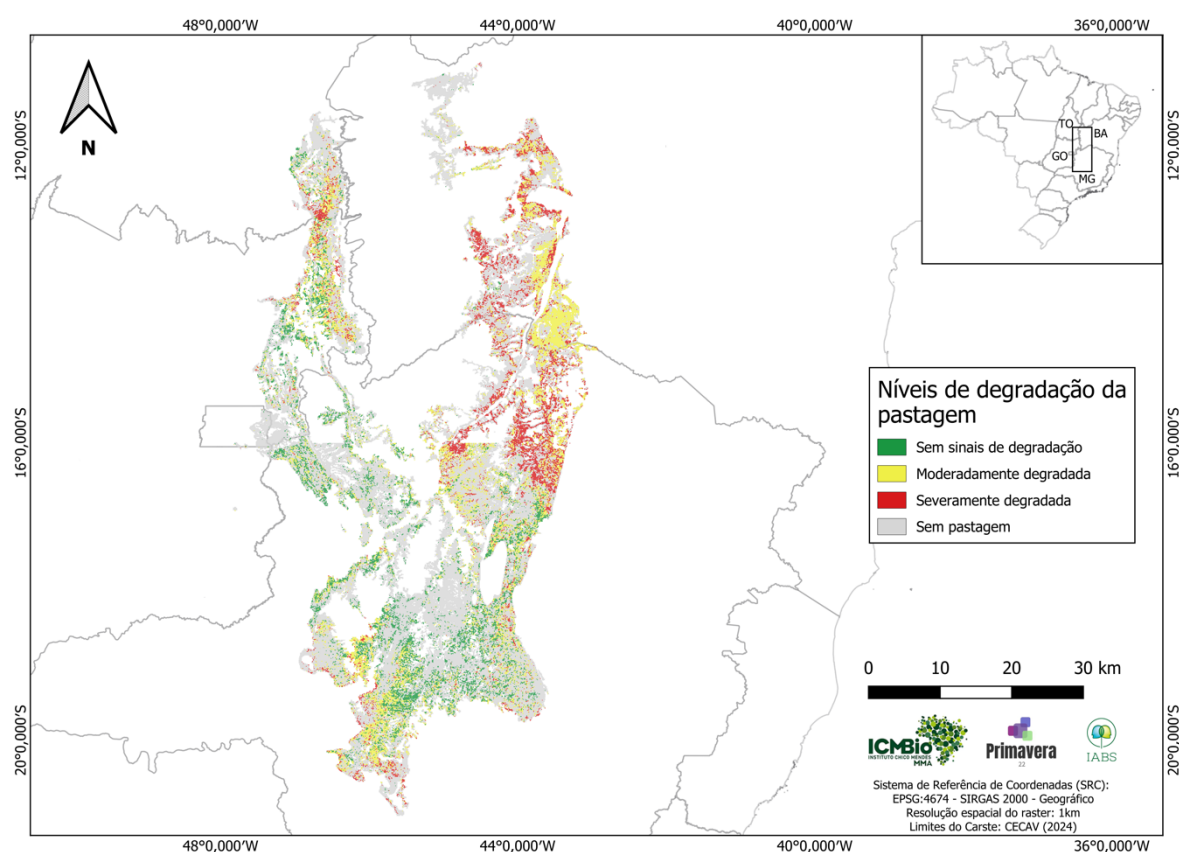 48°0,000'W 44°0,000'W 40°0,000'W 36°0,000'W
12°0,000'S
16°0,000'S
20°0,000'S
N
TO
BA
GO
MG
12°0,000'S
16°0,000'S
20°0,000'S
Níveis de degradação da
pastagem
Sem sinais de degradação
Moderadamente degradada
Severamente degradada
Sem pastagem
0 10 20 30 km
ICMBio
INSTITUTO CHICO MENDES
MMA
Primavera
22
IABS
Sistema de Referência de Coordenadas (SRC):
EPSG:4674 - SIRGAS 2000 - Geográfico
Resolução espacial do raster: 1km
Limites do Carste: CECAV (2024)
48°0,000'W 44°0,000'W 40°0,000'W 36°0,000'W